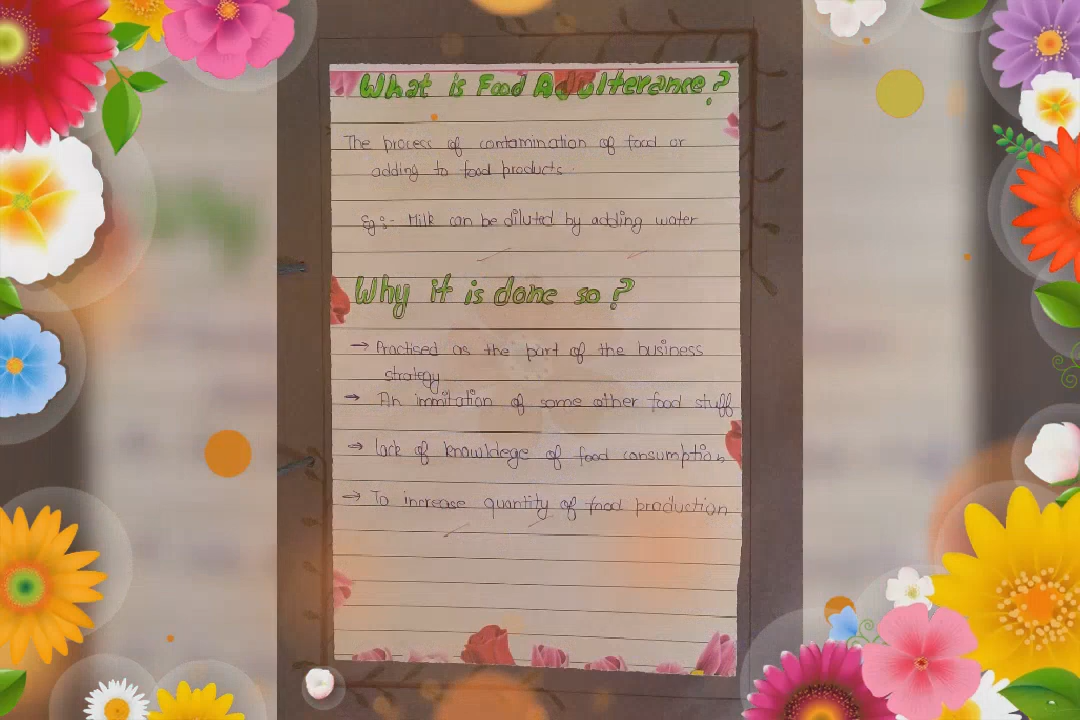 What is Food Adulterance?
The process of contamination of food or
adding to food products.
Eg:- Milk can be diluted by adding water
Why it is done so?
→ Practised as the part of the business
strategy
→ An immitation of some other food stuff
→ lack of knowldege of food consumption
→ To increase quantity of food production